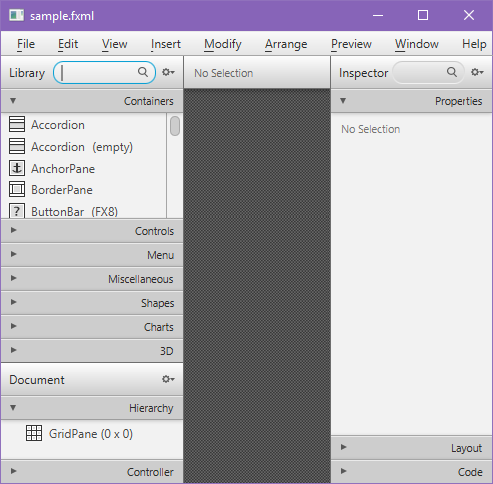 sample.fxml
File Edit View Insert Modify Arrange Preview Window Help
Library
No Selection
Inspector
Containers
Properties
Accordion
Accordion (empty)
AnchorPane
BorderPane
ButtonBar (FX8)
No Selection
Controls
Menu
Miscellaneous
Shapes
Charts
3D
Document
Hierarchy
GridPane (0 x 0)
Controller
Layout
Code